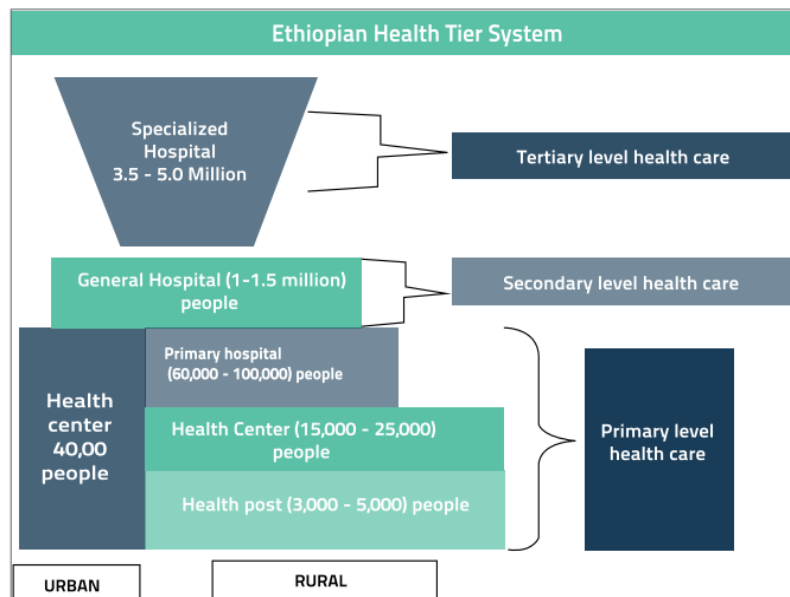 Ethiopian Health Tier System
Specialized
Hospital
3.5 - 5.0 Million
Tertiary level health care
General Hospital (1-1.5 million)
people
Secondary level health care
Primary hospital
(60,000 - 100,000) people
Health
center
40,00
people
Health Center (15,000 - 25,000)
people
Primary level
health care
Health post (3,000 - 5,000) people
URBAN
RURAL